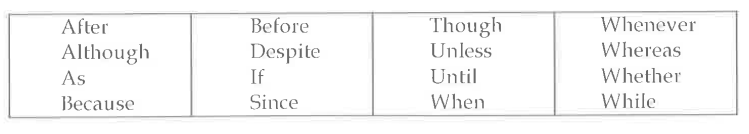 After Before Though Whenever
Although Despite Unless Whereas
As If Until Whether
Because Since When While